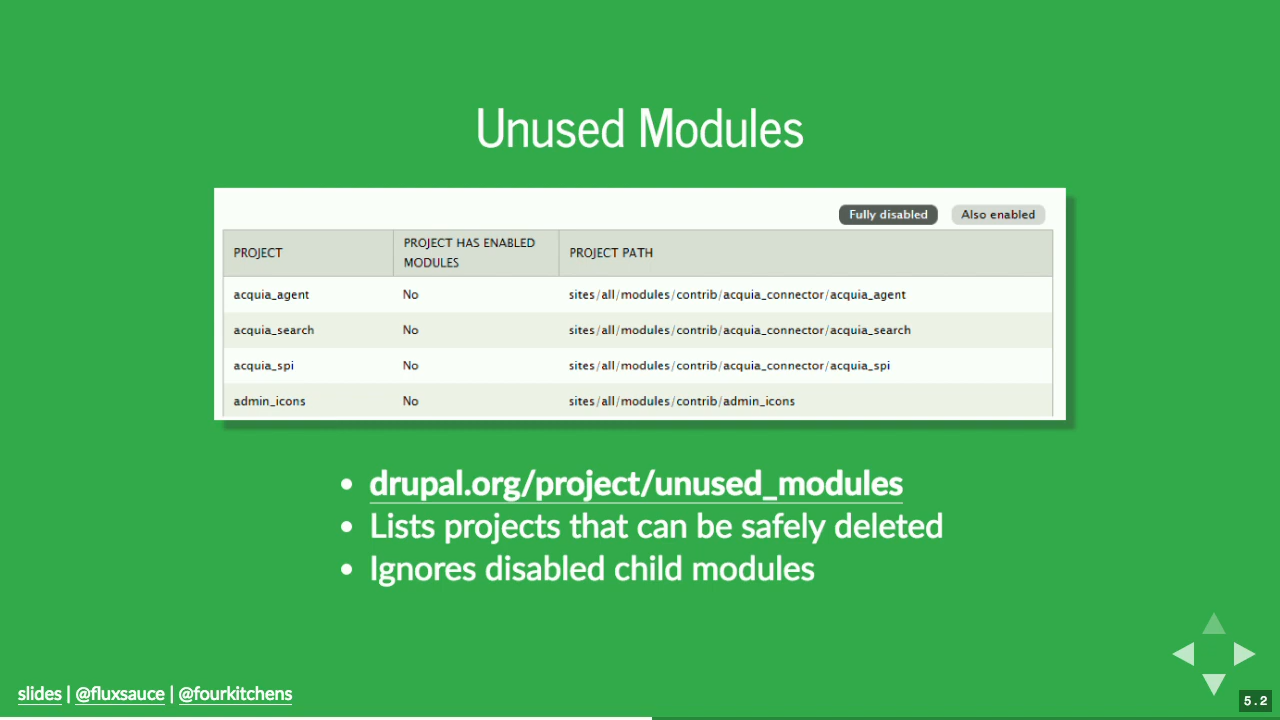 Unused Modules
Fully disabled Also enabled
PROJECT PROJECT HAS ENABLED MODULES PROJECT PATH
acquia_agent No sites/all/modules/contrib/acquia_connector/acquia_agent
acquia_search No sites/all/modules/contrib/acquia_connector/acquia_search
acquia_spi No sites/all/modules/contrib/acquia_connector/acquia_spi
admin_icons No sites/all/modules/contrib/admin_icons
• drupal.org/project/unused_modules
• Lists projects that can be safely deleted
• Ignores disabled child modules
slides | @fluxsauce | @fourkitchens
5.2